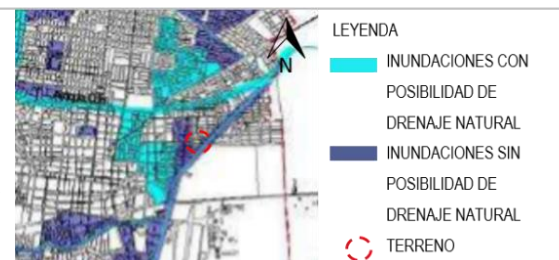 LEYENDA
INUNDACIONES CON
POSIBILIDAD DE
DRENAJE NATURAL
INUNDACIONES SIN
POSIBILIDAD DE
DRENAJE NATURAL
TERRENO
N